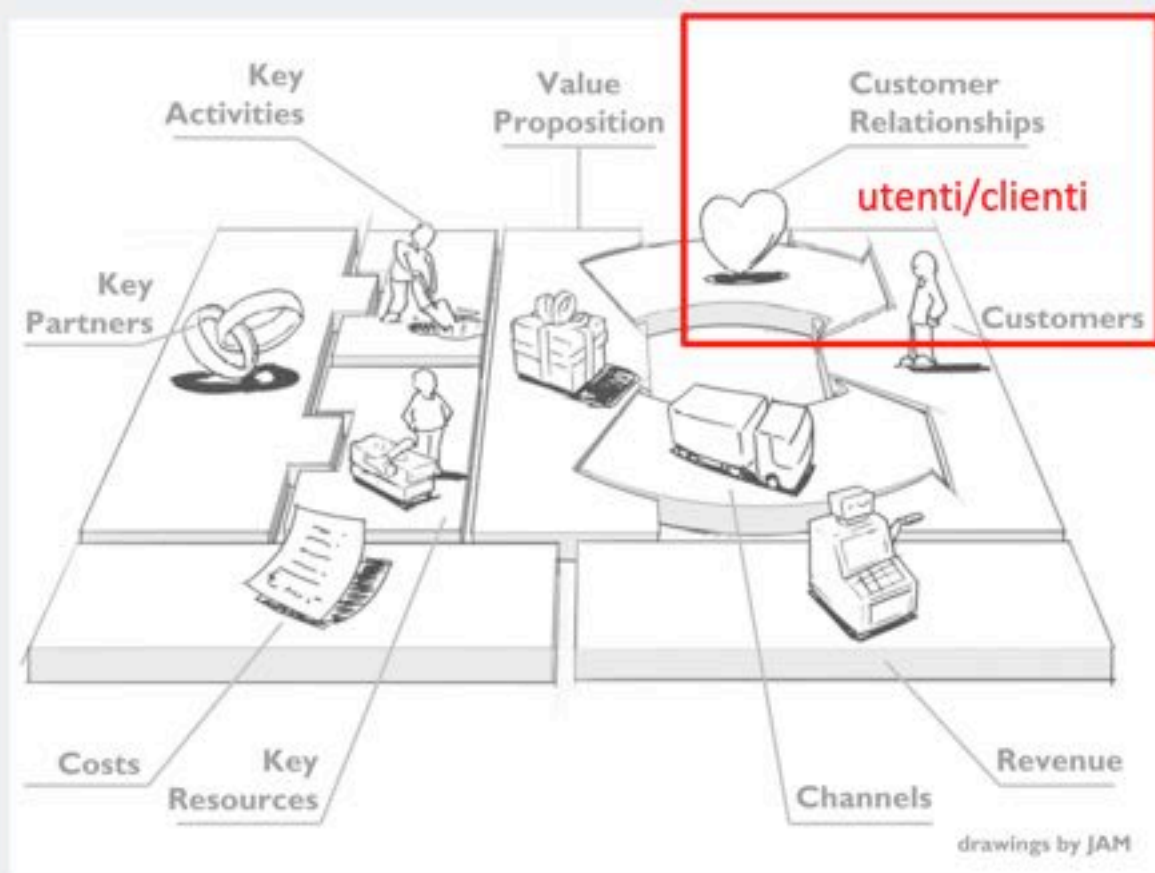 Key
Activities
Value
Proposition
Customer
Relationships
utenti/clienti
Key
Partners
Customers
Costs
Key
Resources
Channels
Revenue
drawings by JAM